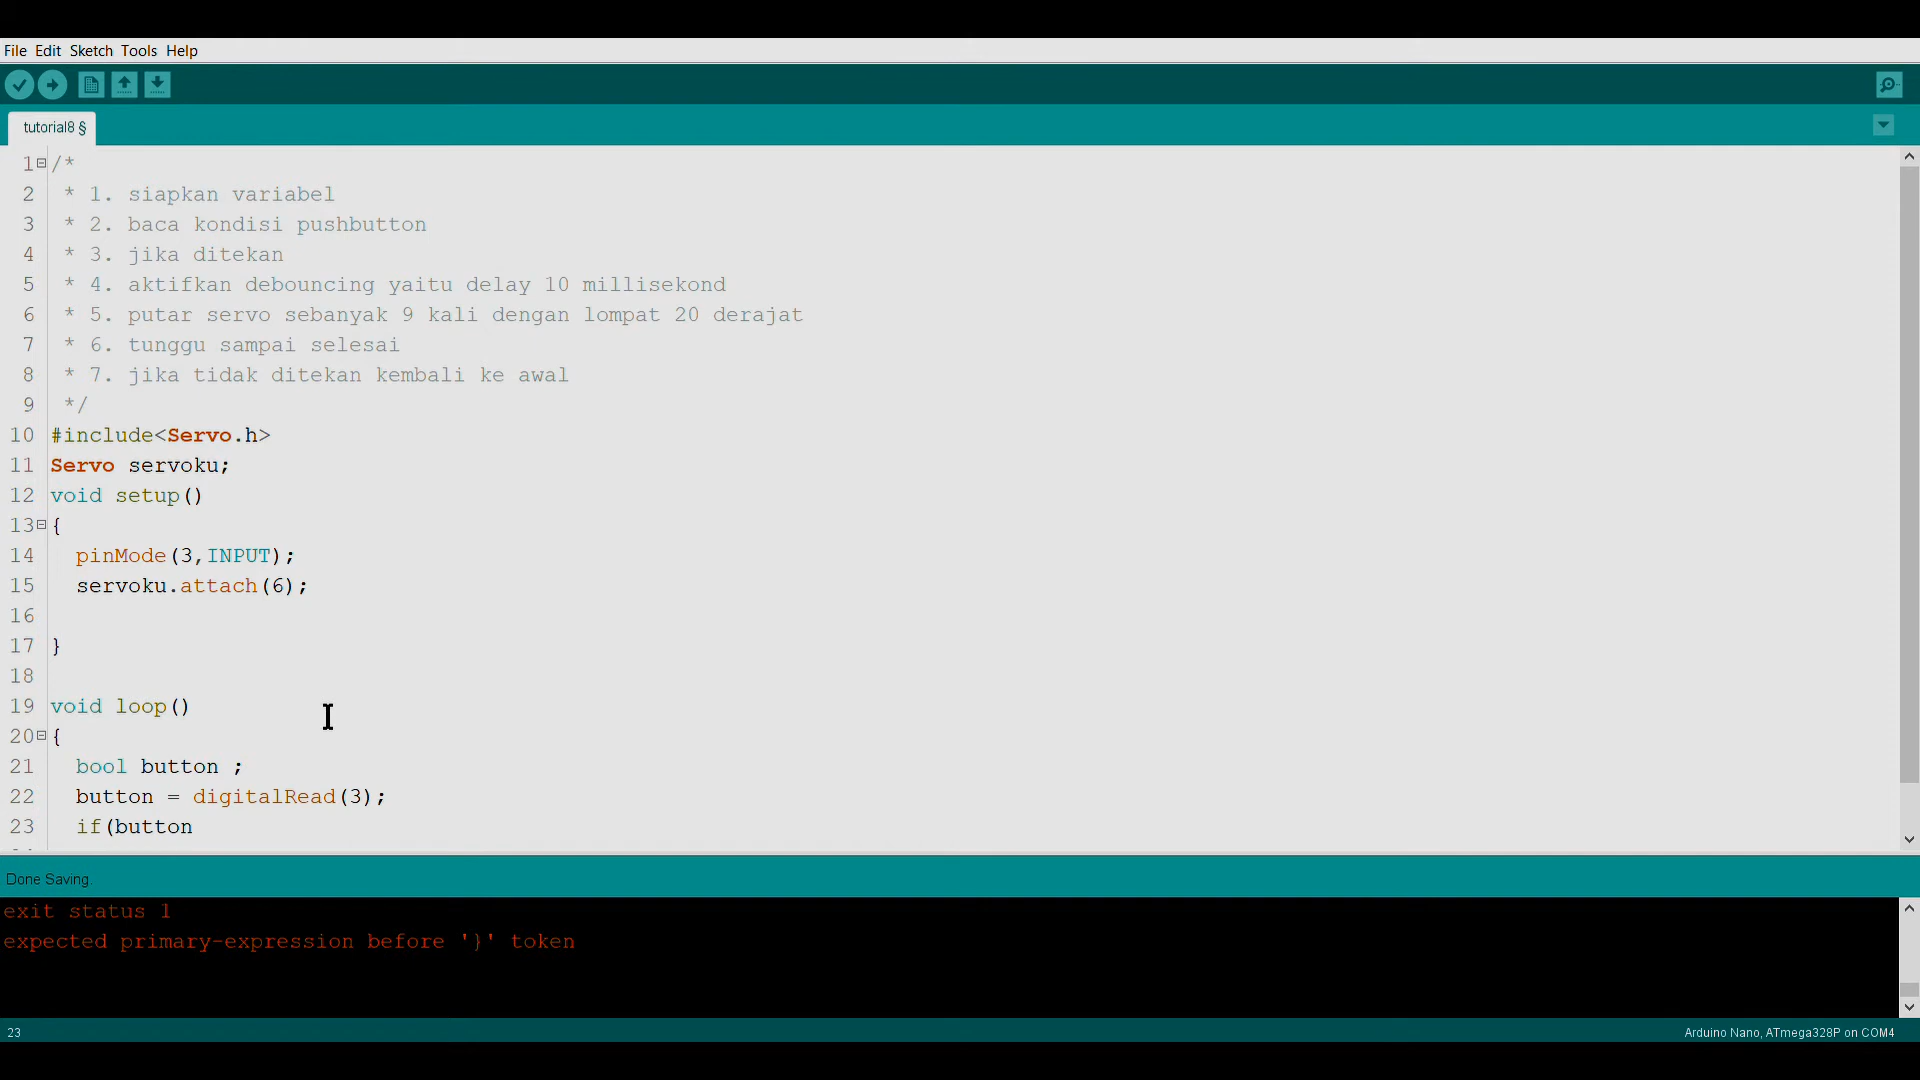 File Edit Sketch Tools Help
tutorial8 §
1 /*
2 * 1. siapkan variabel
3 * 2. baca kondisi pushbutton
4 * 3. jika ditekan
5 * 4. aktifkan debouncing yaitu delay 10 millisekond
6 * 5. putar servo sebanyak 9 kali dengan lompat 20 derajat
7 * 6. tunggu sampai selesai
8 * 7. jika tidak ditekan kembali ke awal
9 */
10 #include<Servo.h>
11 Servo servoku;
12 void setup()
13 {
14 pinMode(3,INPUT);
15 servoku.attach(6);
16
17 }
18
19 void loop()
20 {
21 bool button ;
22 button = digitalRead(3);
23 if(button
Done Saving.
exit status 1
expected primary-expression before '}' token
23
Arduino Nano, ATmega328P on COM4